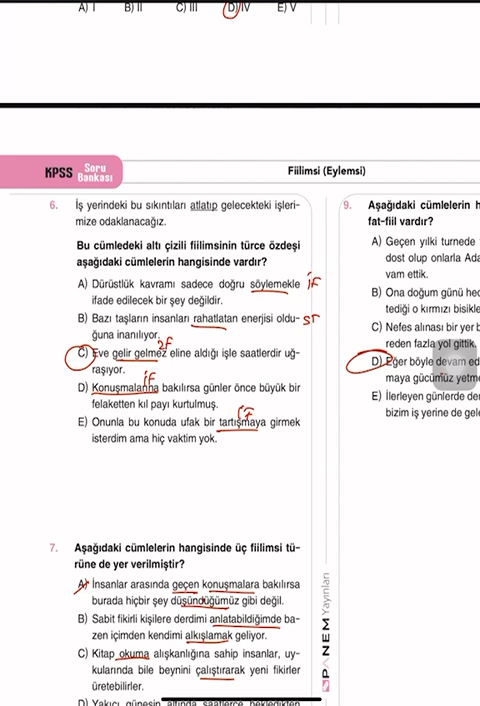 A) I B) II C) III D) IV E) V
KPSS Soru Bankası
Fiilimsi (Eylemsi)
6. İş yerindeki bu sıkıntıları atlatıp gelecekteki işleri-
mize odaklanacağız.
Bu cümledeki altı çizili fiilimsinin türce özdeşi
aşağıdaki cümlelerin hangisinde vardır?
A) Dürüstlük kavramı sadece doğru söylemekle İF
ifade edilecek bir şey değildir.
B) Bazı taşların insanları rahatlatan enerjisi oldu- SF
ğuna inanılıyor.
ZF
C) Eve gelir gelmez eline aldığı işle saatlerdir uğ-
raşıyor.
İF
D) Konuşmalarına bakılırsa günler önce büyük bir
felaketten kıl payı kurtulmuş.
İF
E) Onunla bu konuda ufak bir tartışmaya girmek
isterdim ama hiç vaktim yok.
7. Aşağıdaki cümlelerin hangisinde üç fiilimsi tü-
rüne de yer verilmiştir?
A) İnsanlar arasında geçen konuşmalara bakılırsa
burada hiçbir şey düşündüğümüz gibi değil.
B) Sabit fikirli kişilere derdimi anlatabildiğimde ba-
zen içimden kendimi alkışlamak geliyor.
C) Kitap okuma alışkanlığına sahip insanlar, uy-
kularında bile beynini çalıştırarak yeni fikirler
üretebilirler.
D) Yakıcı güneşin altında saatlerce bekledikten
9. Aşağıdaki cümlelerin h
fat-fiil vardır?
A) Geçen yılki turnede
dost olup onlarla Ada
vam ettik.
B) Ona doğum günü hed
tediği o kırmızı bisikle
C) Nefes alınası bir yer b
reden fazla yol gittik.
D) Eğer böyle devam ed
maya gücümüz yetme
E) İlerleyen günlerde der
bizim iş yerine de gele
PANEM Yayınları